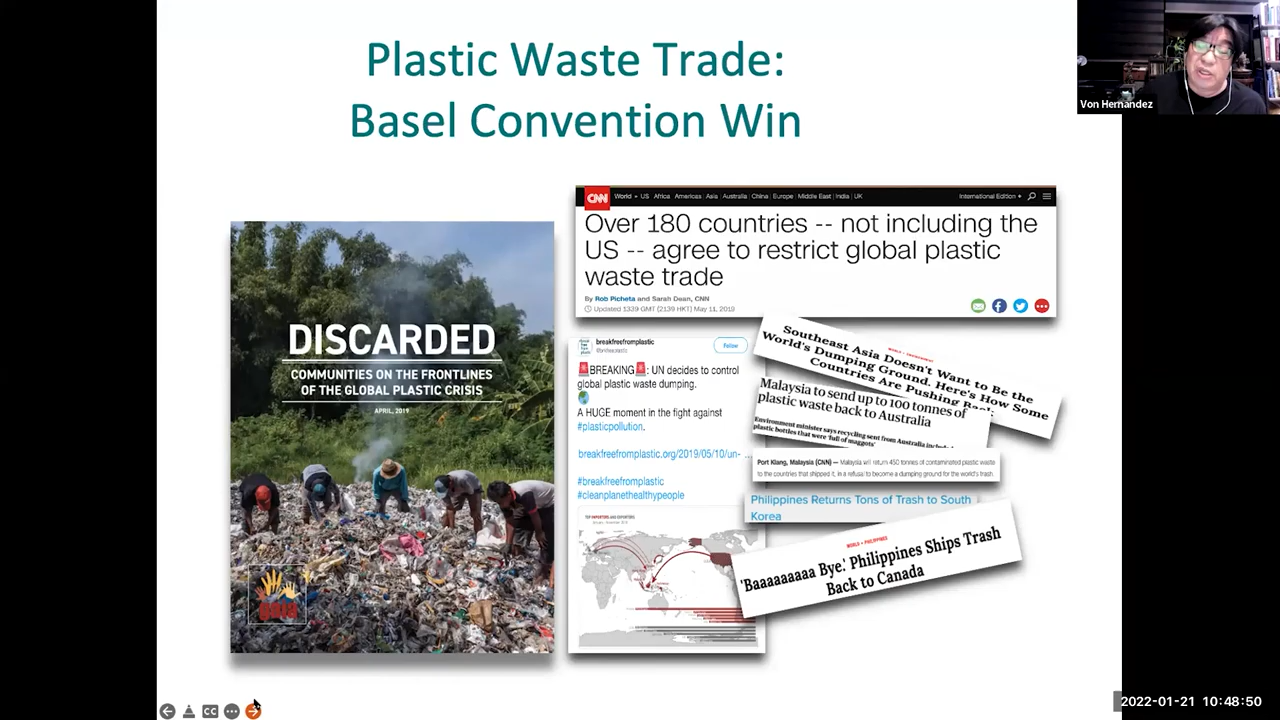 Plastic Waste Trade:
Basel Convention Win
Von Hernandez
DISCARDED
COMMUNITIES ON THE FRONTLINES
OF THE GLOBAL PLASTIC CRISIS
APRIL, 2019
CNN World US Africa Americas Asia Australia China Europe Middle East India UK International Edition
Over 180 countries -- not including the
US -- agree to restrict global plastic
waste trade
By Rob Picheta and Sarah Dean, CNN
Updated 1339 GMT (2139 HKT) May 11, 2019
breakfreefromplastic
Follow
🚨BREAKING🚨: UN decides to control
global plastic waste dumping.
A HUGE moment in the fight against
#plasticpollution.
breakfreefromplastic.org/2019/05/10/un- ...
#breakfreefromplastic
#cleanplanethealthypeople
TOP IMPORTERS AND EXPORTERS
WORLD • ENVIRONMENT
Southeast Asia Doesn't Want to Be the
World's Dumping Ground. Here's How Some
Countries Are Pushing Back
Malaysia to send up to 100 tonnes of
plastic waste back to Australia
Environment minister says recycling sent from Australia
plastic bottles that were 'full of maggots'
Port Klang, Malaysia (CNN) — Malaysia will return 450 tonnes of contaminated plastic waste
to the countries that shipped it, in a refusal to become a dumping ground for the world's trash.
Philippines Returns Tons of Trash to South
Korea
WORLD • PHILIPPINES
'Baaaaaaaaa Bye.' Philippines Ships Trash
Back to Canada
CC
2022-01-21 10:48:50